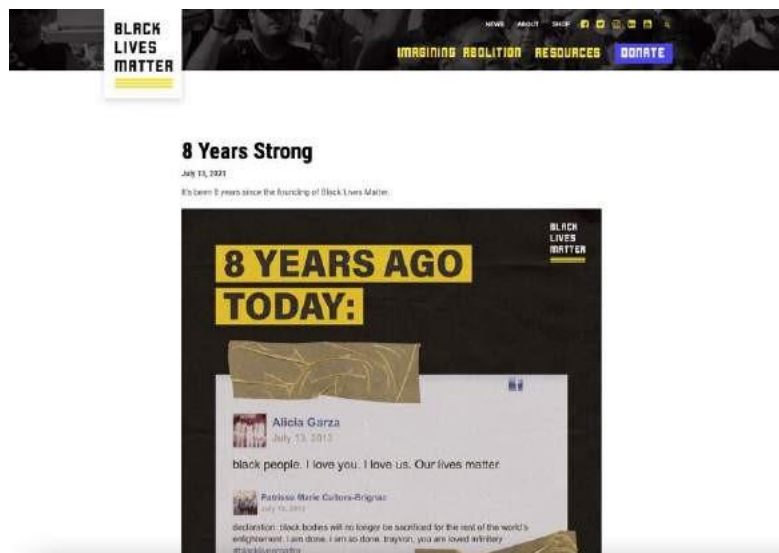 BLACK
LIVES
MATTER
NEWS ABOUT SHOP
IMAGINING ABOLITION RESOURCES DONATE
8 Years Strong
July 13, 2021
It's been 8 years since the founding of Black Lives Matter.
BLACK
LIVES
MATTER
8 YEARS AGO
TODAY:
Alicia Garza
July 13, 2013
black people. I love you. I love us. Our lives matter.
Patrisse Marie Cullors-Brignac
July 13, 2013
declaration: black bodies will no longer be sacrificed for the rest of the world's
enlightenment. i am done. i am so done. trayvon, you are loved infinitely
#blacklivesmatter